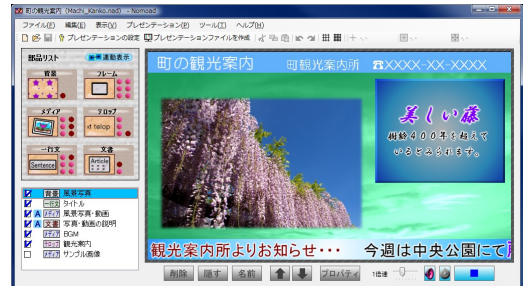 町の観光案内 (Machi_Kanko.nad) - Nomoad
ファイル(F) 編集(E) 表示(V) プレゼンテーション(P) ツール(T) ヘルプ(H)
プレゼンテーションの設定 プレゼンテーションファイルを作成
部品リスト 連動表示
背景 フレーム
メディア テロップ
telop
一行文 文書
Sentence Article
背景 風景写真
一行文 タイトル
A メディア 風景写真・動画
A 文書 写真・動画の説明
メディア BGM
テロップ 観光案内
メディア サンプル画像
町の観光案内 町観光案内所 ☎XXXX-XX-XXXX
美しい藤
樹齢400年を超えて
いるとみられます。
観光案内所よりお知らせ・・・ 今週は中央公園にて
削除 隠す 名前 プロパティ 1倍速